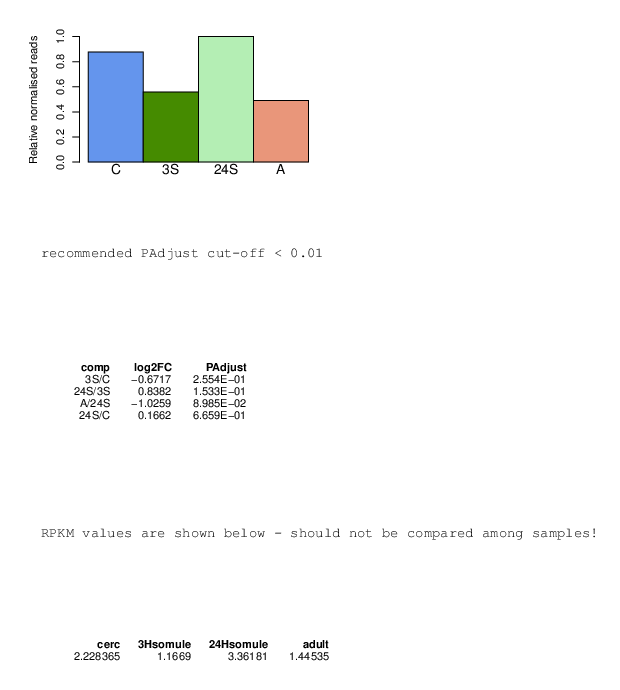 Relative normalised reads
1.0
0.8
0.6
0.4
0.2
0.0
C 3S 24S A
recommended PAdjust cut-off < 0.01
comp log2FC PAdjust
3S/C −0.6717 2.554E−01
24S/3S 0.8382 1.533E−01
A/24S −1.0259 8.985E−02
24S/C 0.1662 6.659E−01
RPKM values are shown below - should not be compared among samples!
cerc 3Hsomule 24Hsomule adult
2.228365 1.1669 3.36181 1.44535